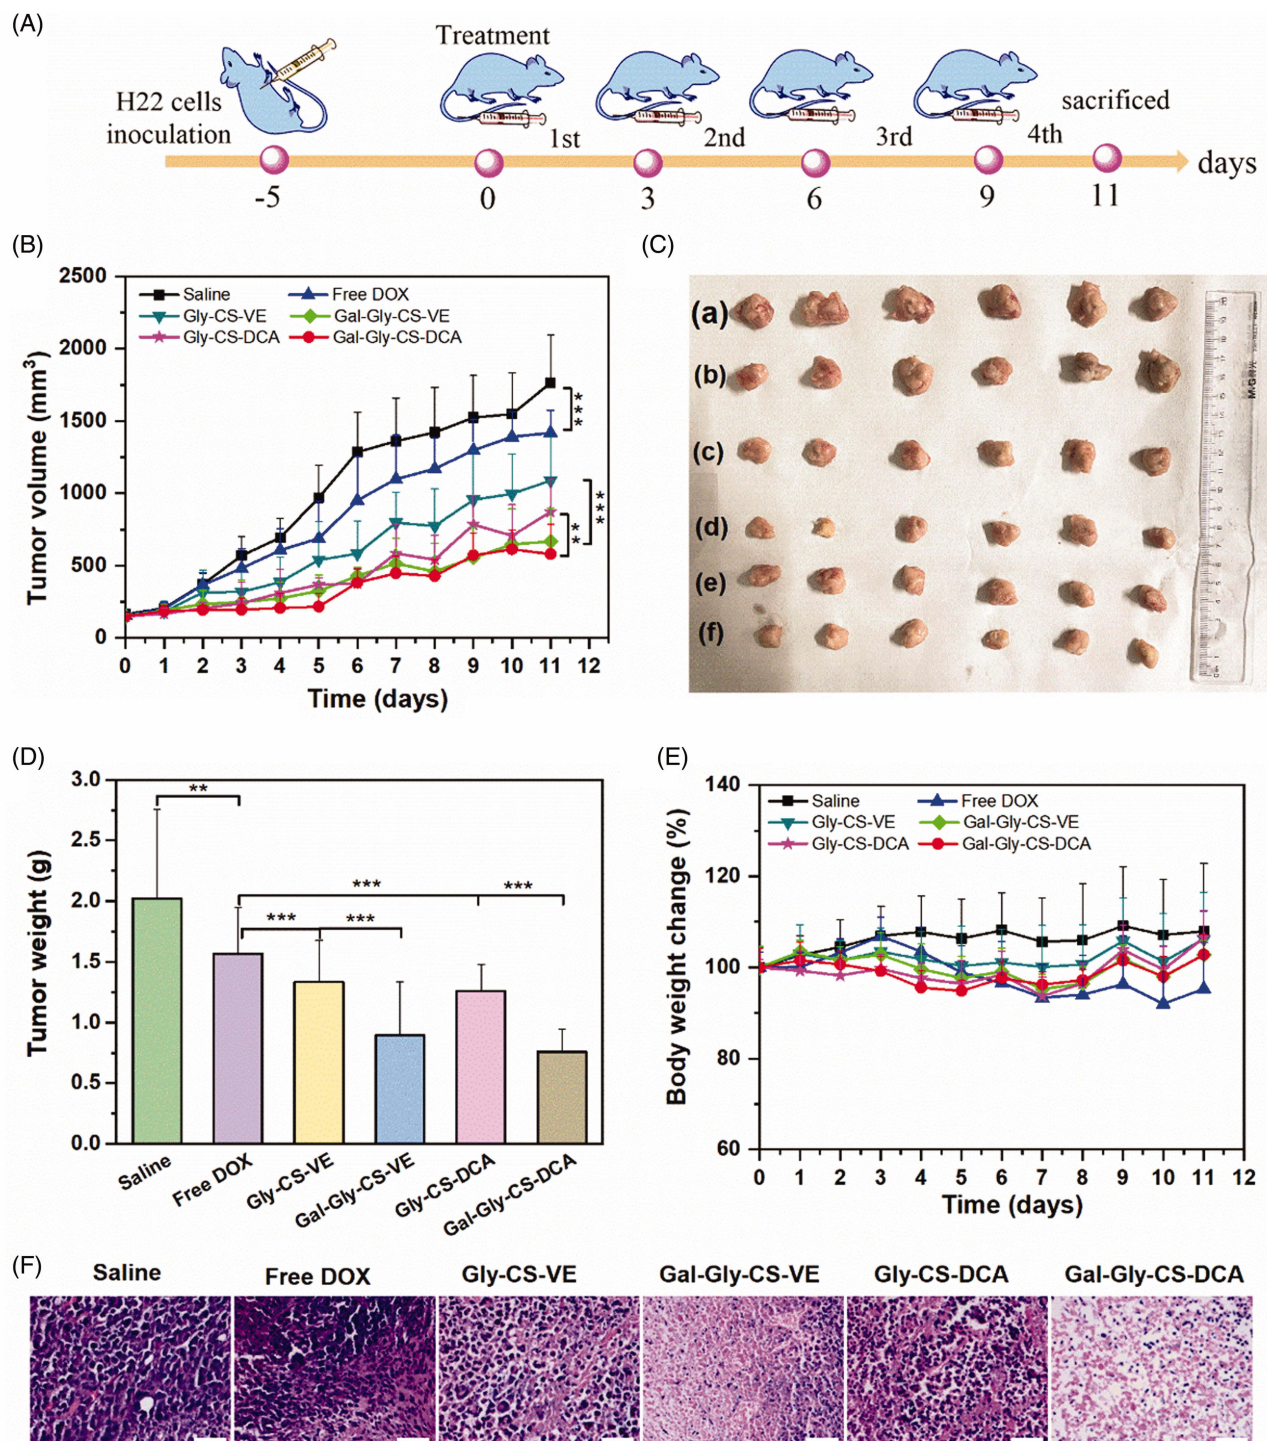 (A)
Treatment
H22 cells
inoculation
sacrificed
1st 2nd 3rd 4th
days
-5 0 3 6 9 11
(B)
2500
2000
1500
1000
500
0
Tumor volume (mm3)
Saline Free DOX
Gly-CS-VE Gal-Gly-CS-VE
Gly-CS-DCA Gal-Gly-CS-DCA
***
***
**
0 1 2 3 4 5 6 7 8 9 10 11 12
Time (days)
(C)
(a)
(b)
(c)
(d)
(e)
(f)
(D)
3.0
2.5
2.0
1.5
1.0
0.5
0.0
Tumor weight (g)
**
*** ***
*** ***
Saline
Free DOX
Gly-CS-VE
Gal-Gly-CS-VE
Gly-CS-DCA
Gal-Gly-CS-DCA
(E)
140
120
100
80
60
Body weight change (%)
Saline Free DOX
Gly-CS-VE Gal-Gly-CS-VE
Gly-CS-DCA Gal-Gly-CS-DCA
0 1 2 3 4 5 6 7 8 9 10 11 12
Time (days)
(F)
Saline Free DOX Gly-CS-VE Gal-Gly-CS-VE Gly-CS-DCA Gal-Gly-CS-DCA